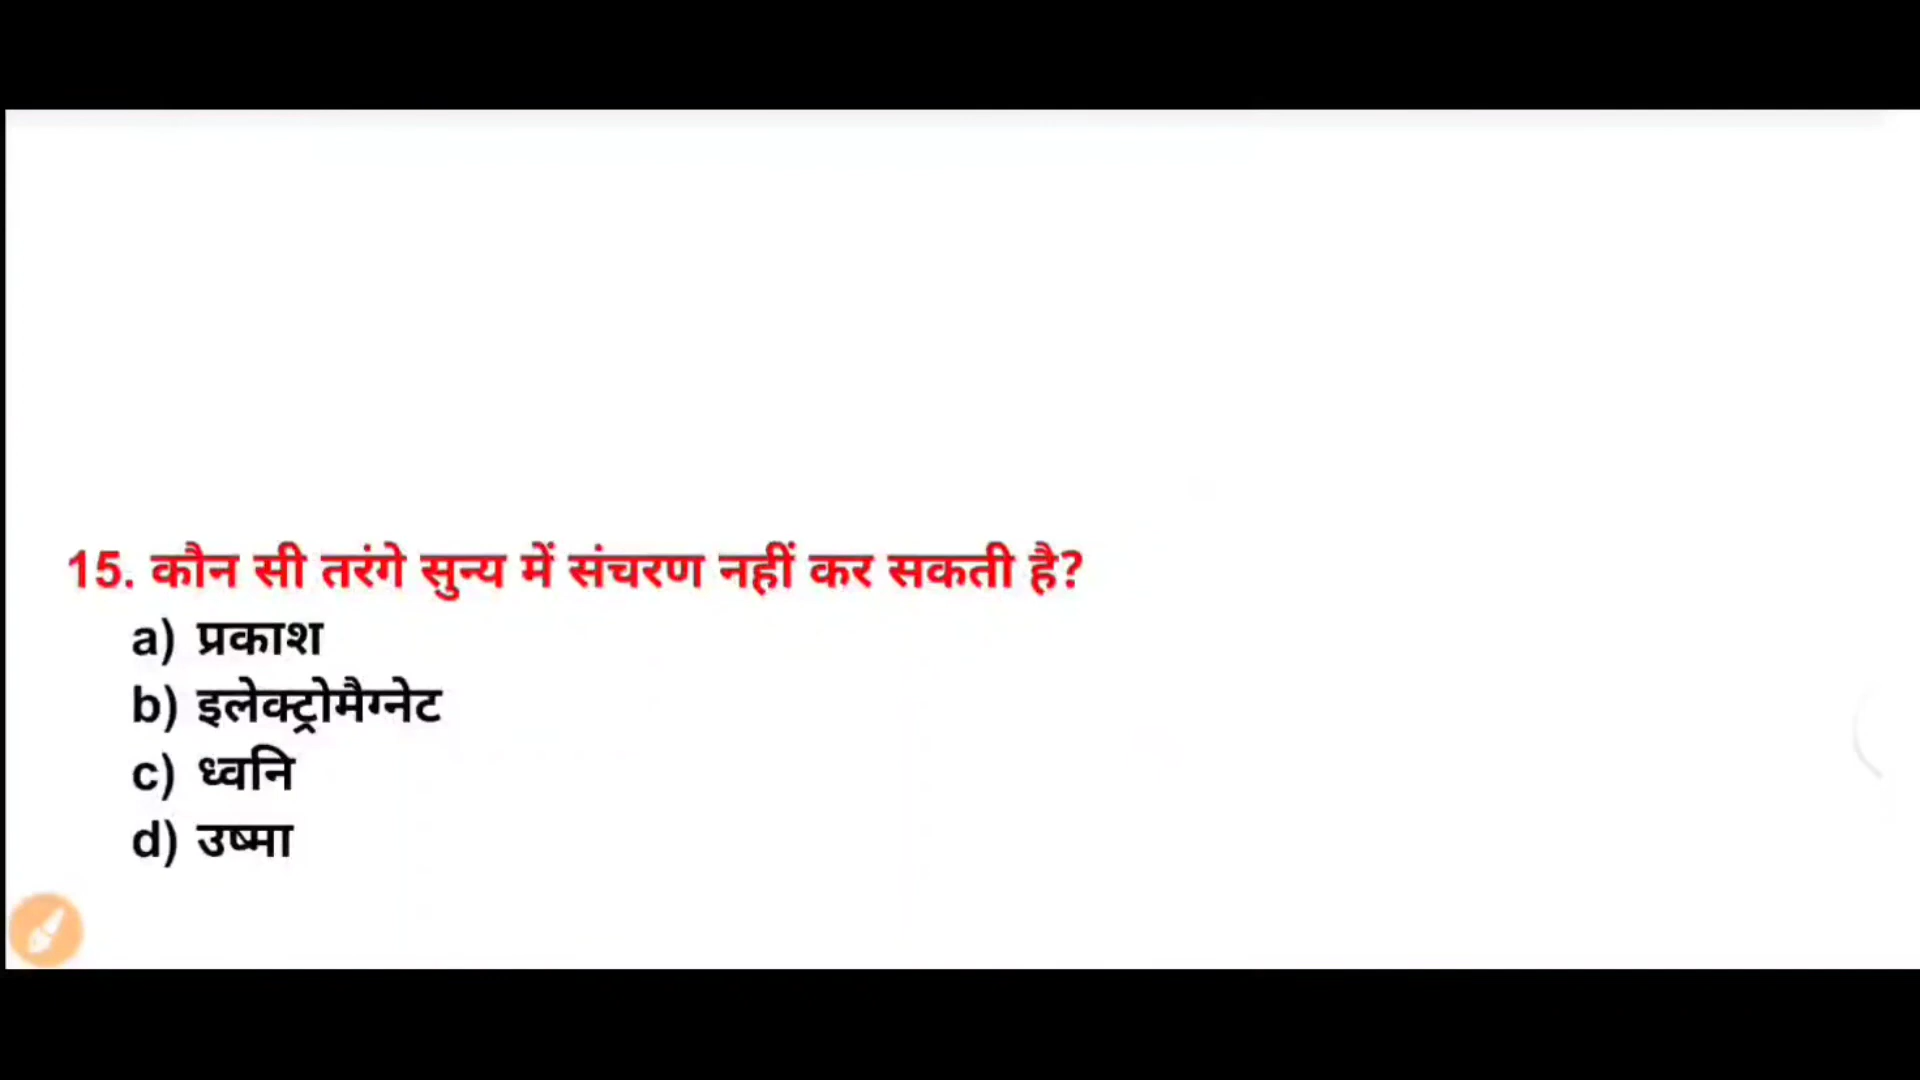 15. कौन सी तरंगे सुन्य में संचरण नहीं कर सकती है?
a) प्रकाश
b) इलेक्ट्रोमैग्नेट
c) ध्वनि
d) उष्मा